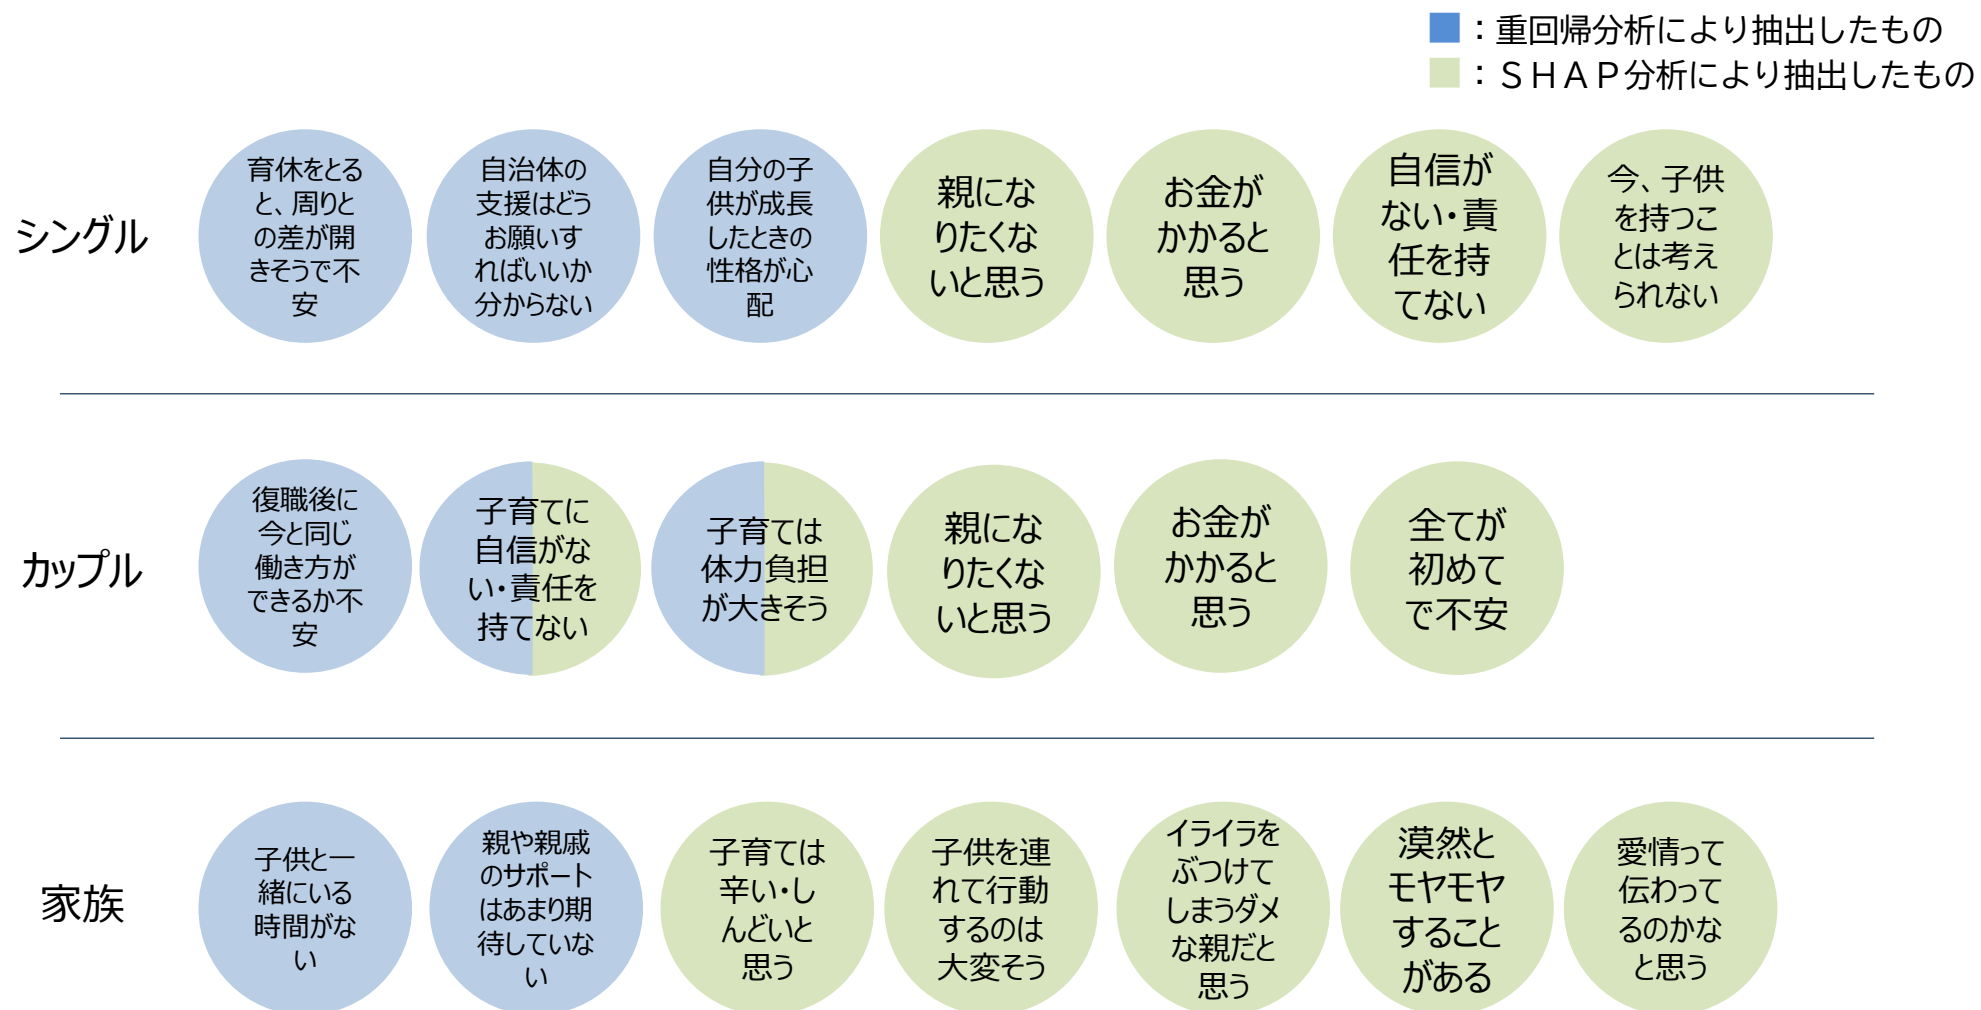 ：重回帰分析により抽出したもの
：ＳＨＡＰ分析により抽出したもの
シングル
育休をとる
と、周りと
の差が開
きそうで不
安
自治体の
支援はどう
お願いす
ればいいか
分からない
自分の子
供が成長
したときの
性格が心
配
親にな
りたくな
いと思う
お金が
かかると
思う
自信が
ない・責
任を持
てない
今、子供
を持つこ
とは考え
られない
カップル
復職後に
今と同じ
働き方が
できるか不
安
子育てに
自信がな
い・責任を
持てない
子育ては
体力負担
が大きそう
親にな
りたくな
いと思う
お金が
かかると
思う
全てが
初めて
で不安
家族
子供と一
緒にいる
時間がな
い
親や親戚
のサポート
はあまり期
待していな
い
子育ては
辛い・し
んどいと
思う
子供を連
れて行動
するのは
大変そう
イライラを
ぶつけて
しまうダメ
な親だと
思う
漠然と
モヤモヤ
すること
がある
愛情って
伝わって
るのかな
と思う